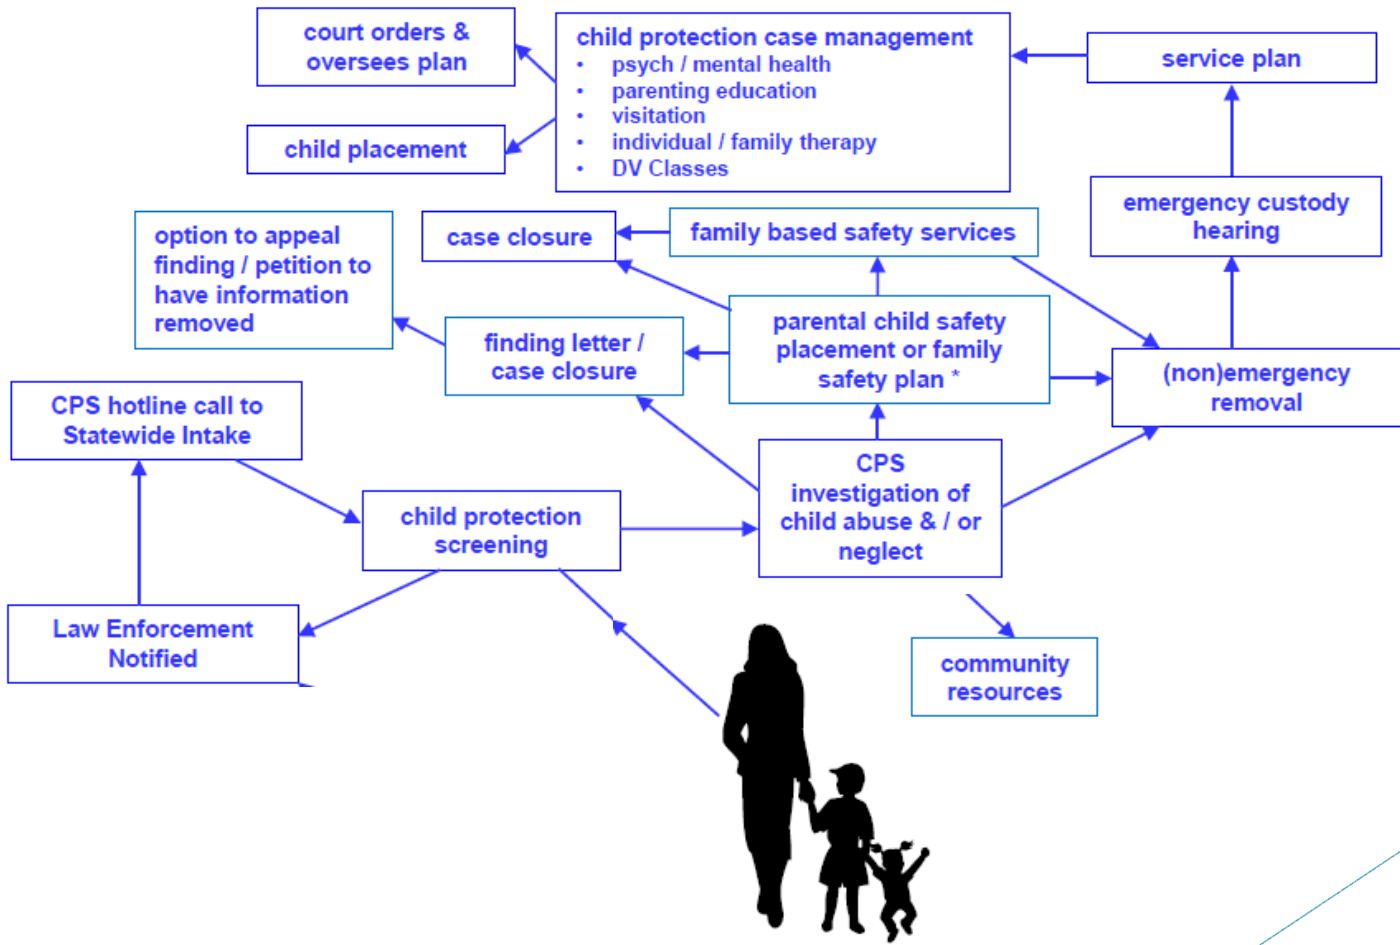 court orders &
oversees plan
child protection case management
• psych / mental health
• parenting education
• visitation
• individual / family therapy
• DV Classes
service plan
child placement
emergency custody
hearing
option to appeal
finding / petition to
have information
removed
case closure
family based safety services
parental child safety
placement or family
safety plan *
finding letter /
case closure
(non)emergency
removal
CPS hotline call to
Statewide Intake
CPS
investigation of
child abuse & / or
neglect
child protection
screening
Law Enforcement
Notified
community
resources